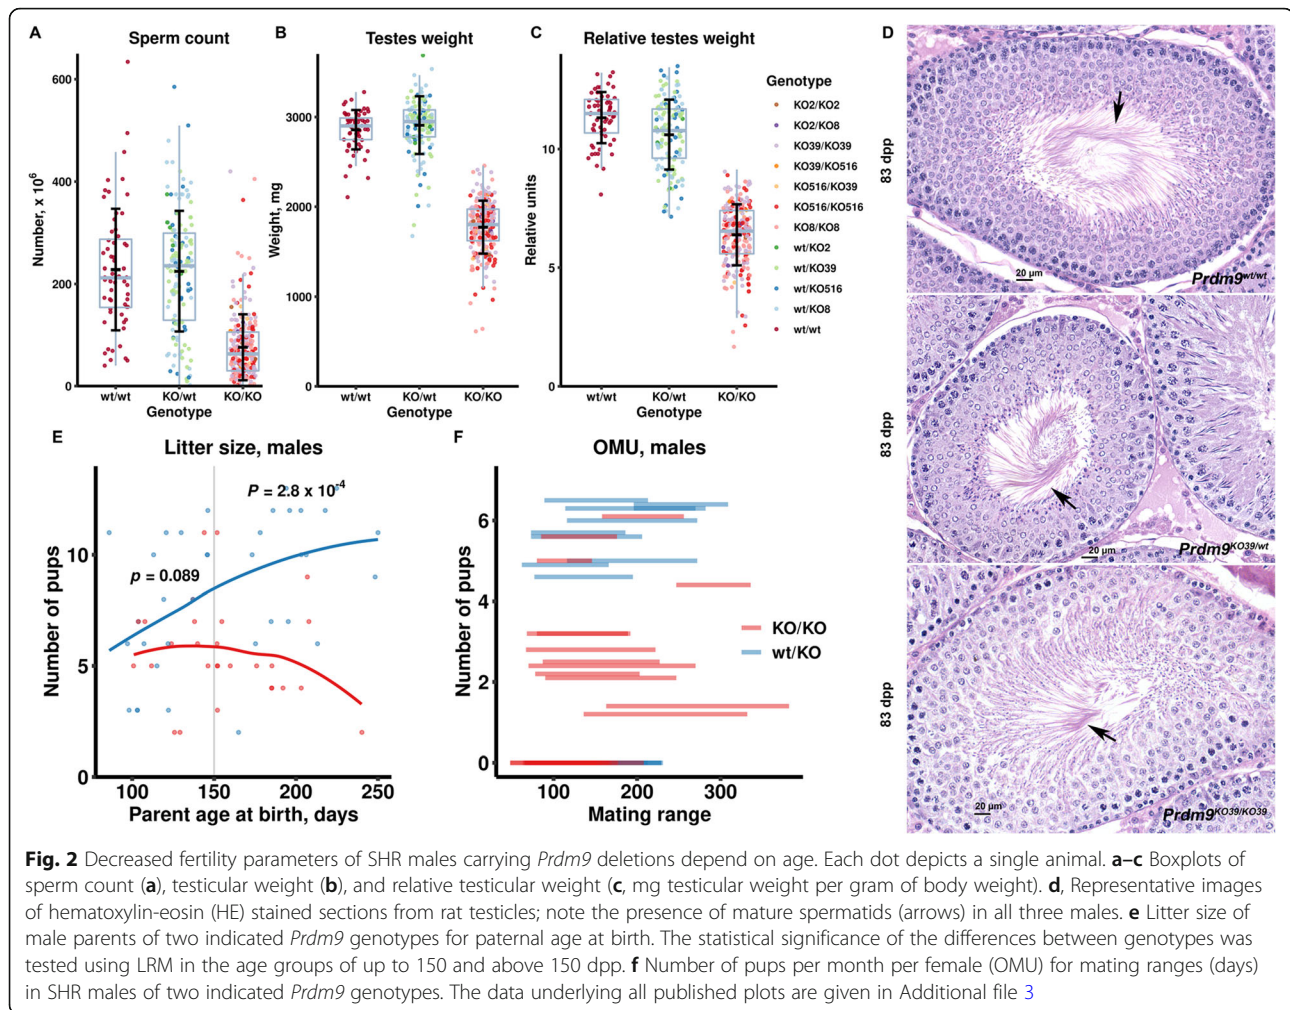 A
Sperm count
Number, x 10⁶
600
400
200
0
wt/wt KO/wt KO/KO
Genotype
B
Testes weight
Weight, mg
3000
2000
1000
0
wt/wt KO/wt KO/KO
Genotype
C
Relative testes weight
Relative units
10
5
0
wt/wt KO/wt KO/KO
Genotype
Genotype
KO2/KO2
KO2/KO8
KO39/KO39
KO39/KO516
KO516/KO39
KO516/KO516
KO8/KO8
wt/KO2
wt/KO39
wt/KO516
wt/KO8
wt/wt
D
83 dpp
20 µm
Prdm9^wt/wt
83 dpp
20 µm
Prdm9^KO39/wt
83 dpp
20 µm
Prdm9^KO39/KO39
E
Litter size, males
Number of pups
P = 2.8 x 10⁻⁴
p = 0.089
10
5
0
100 150 200 250
Parent age at birth, days
F
OMU, males
Number of pups
6
4
2
0
KO/KO
wt/KO
100 200 300
Mating range
Fig. 2 Decreased fertility parameters of SHR males carrying Prdm9 deletions depend on age. Each dot depicts a single animal. a–c Boxplots of
sperm count (a), testicular weight (b), and relative testicular weight (c, mg testicular weight per gram of body weight). d, Representative images
of hematoxylin-eosin (HE) stained sections from rat testicles; note the presence of mature spermatids (arrows) in all three males. e Litter size of
male parents of two indicated Prdm9 genotypes for paternal age at birth. The statistical significance of the differences between genotypes was
tested using LRM in the age groups of up to 150 and above 150 dpp. f Number of pups per month per female (OMU) for mating ranges (days)
in SHR males of two indicated Prdm9 genotypes. The data underlying all published plots are given in Additional file 3